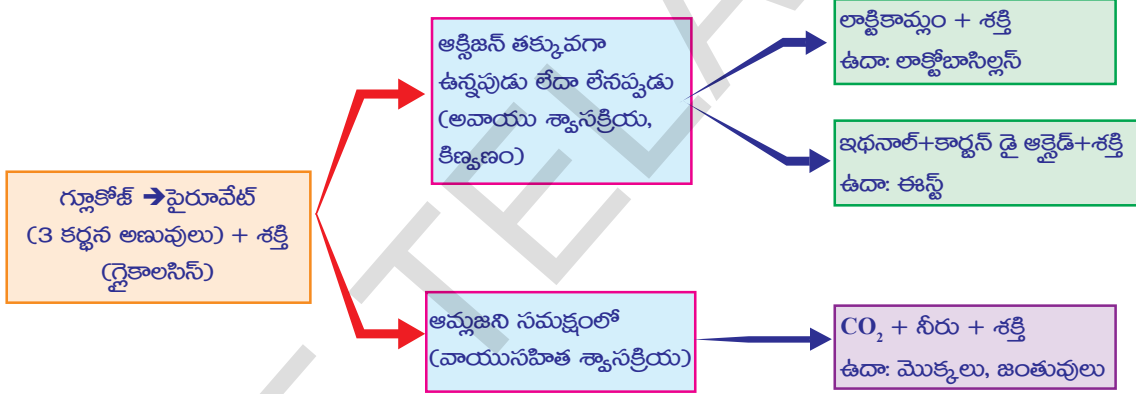 గ్లూకోజ్ ➔పైరూవేట్
(3 కర్బన అణువులు) + శక్తి
(గ్లైకాలసిస్)
ఆక్సిజన్ తక్కువగా
ఉన్నపుడు లేదా లేనప్పడు
(అవాయు శ్వాసక్రియ,
కిణ్వణం)
లాక్టికామ్లం + శక్తి
ఉదా: లాక్టోబాసిల్లస్
ఇథనాల్+కార్బన్ డై ఆక్సైడ్+శక్తి
ఉదా: ఈస్ట్
ఆమ్లజని సమక్షంలో
(వాయుసహిత శ్వాసక్రియ)
CO₂ + నీరు + శక్తి
ఉదా: మొక్కలు, జంతువులు